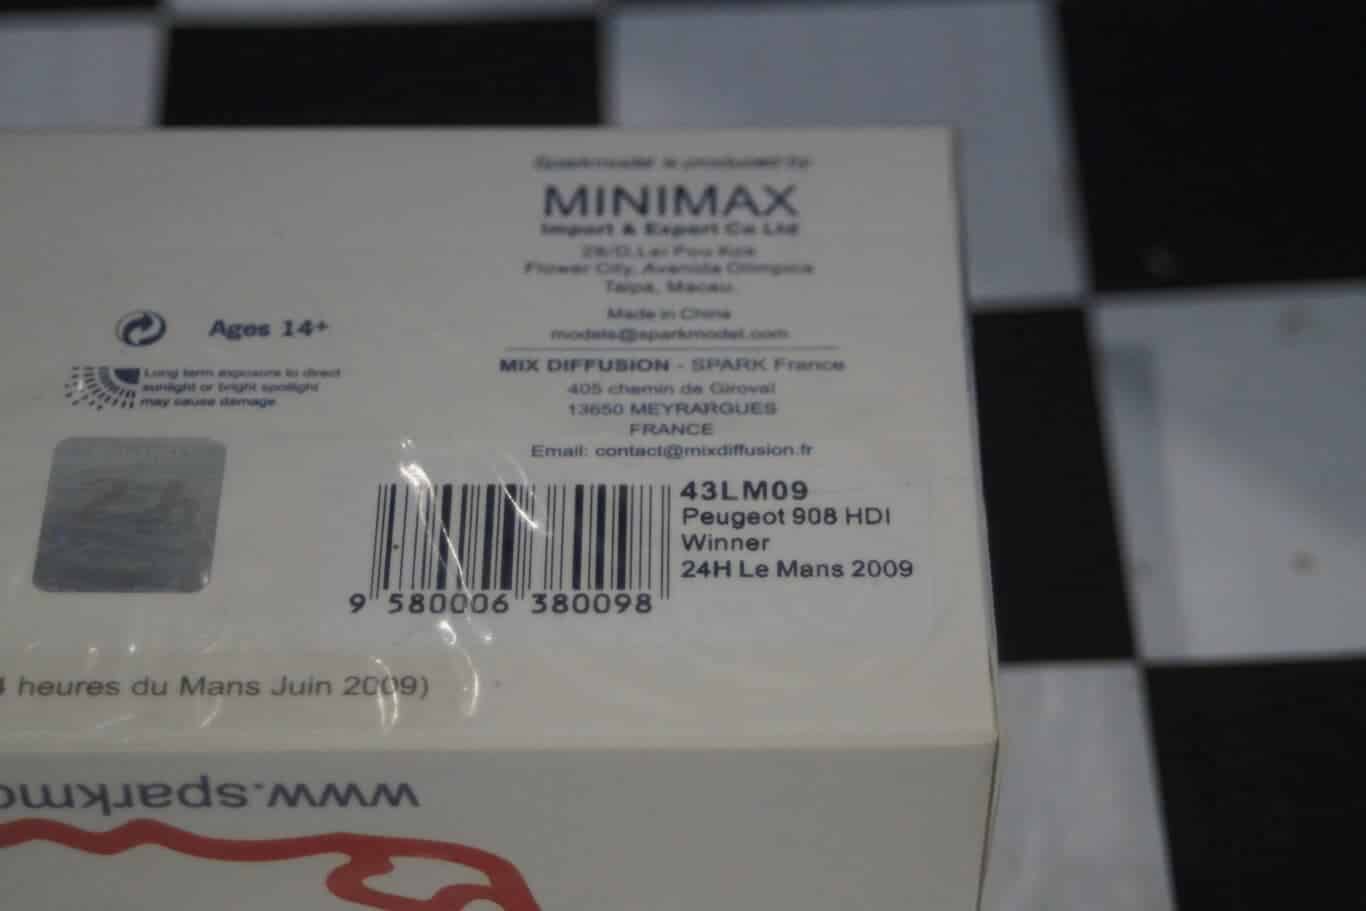 Sparkmodel is produced by
MINIMAX
Import & Export Co Ltd
Flower City, Avenida Olimpica
Taipa, Macau.
Made in China
models@sparkmodel.com
MIX DIFFUSION - SPARK France
405 chemin de Giroval
13650 MEYRARGUES
FRANCE
Email: contact@mixdiffusion.fr
Ages 14+
Long term exposure to direct
sunlight or bright spotlight
may cause damage.
43LM09
Peugeot 908 HDI
Winner
24H Le Mans 2009
9 580006 380098
4 heures du Mans Juin 2009)
www.sparkmo